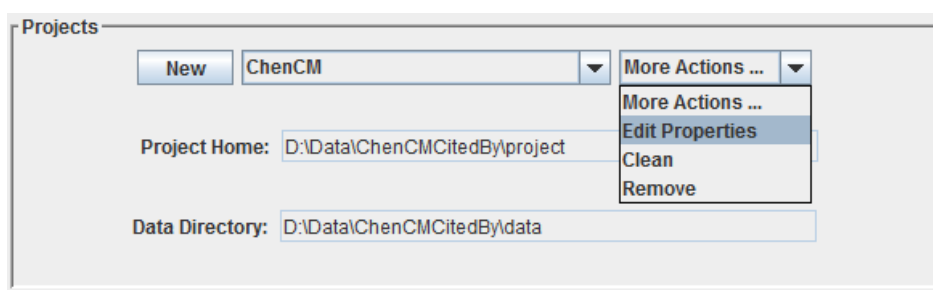 Projects
New ChenCM More Actions ...
More Actions ...
Edit Properties
Project Home: D:\Data\ChenCMCitedBy\project
Clean
Remove
Data Directory: D:\Data\ChenCMCitedBy\data